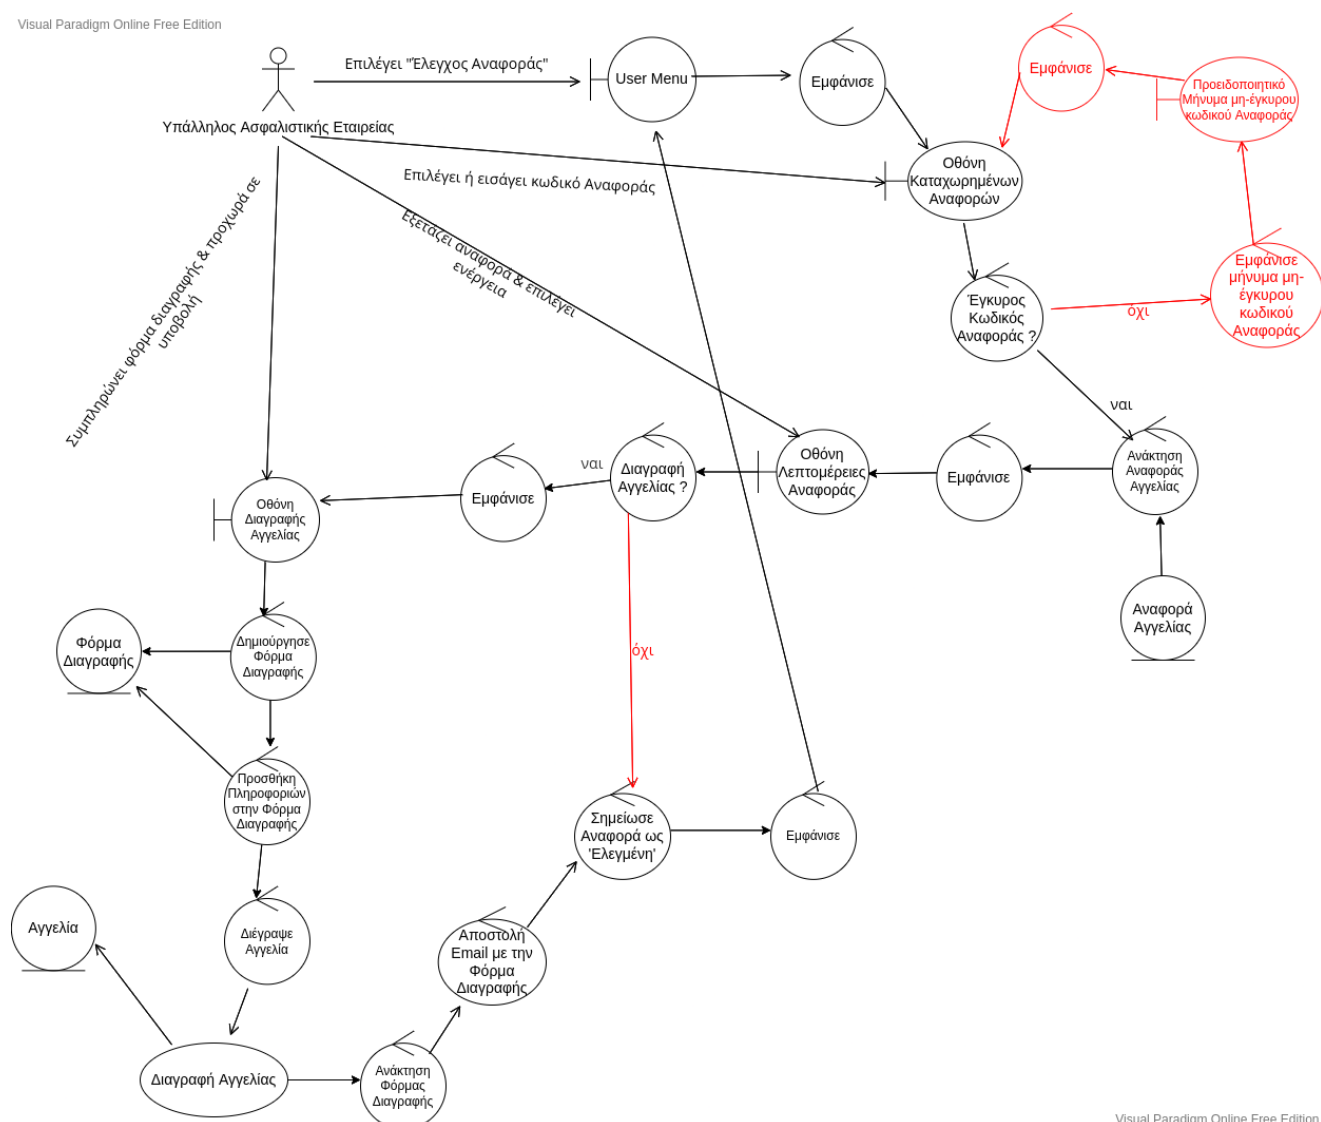 Visual Paradigm Online Free Edition
Επιλέγει "Έλεγχος Αναφοράς"
User Menu
Εμφάνισε
Εμφάνισε
Προειδοποιητικό
Μήνυμα μη-έγκυρου
κωδικού Αναφοράς
Υπάλληλος Ασφαλιστικής Εταιρείας
Επιλέγει ή εισάγει κωδικό Αναφοράς
Οθόνη
Καταχωρημένων
Αναφορών
Εξετάζει αναφορά & επιλέγει
ενέργεια
Συμπληρώνει φόρμα διαγραφής & προχωρά σε
υποβολή
Έγκυρος
Κωδικός
Αναφοράς ?
όχι
Εμφάνισε
μήνυμα μη-
έγκυρου
κωδικού
Αναφοράς
ναι
Ανάκτηση
Αναφοράς
Αγγελίας
Εμφάνισε
Οθόνη
Λεπτομέρειες
Αναφοράς
Διαγραφή
Αγγελίας ?
ναι
Εμφάνισε
Οθόνη
Διαγραφής
Αγγελίας
Αναφορά
Αγγελίας
όχι
Φόρμα
Διαγραφής
Δημιούργησε
Φόρμα
Διαγραφής
Προσθήκη
Πληροφοριών
στην Φόρμα
Διαγραφής
Σημείωσε
Αναφορά ως
'Ελεγμένη'
Εμφάνισε
Αγγελία
Διέγραψε
Αγγελία
Αποστολή
Email με την
Φόρμα
Διαγραφής
Διαγραφή Αγγελίας
Ανάκτηση
Φόρμας
Διαγραφής
Visual Paradigm Online Free Edition